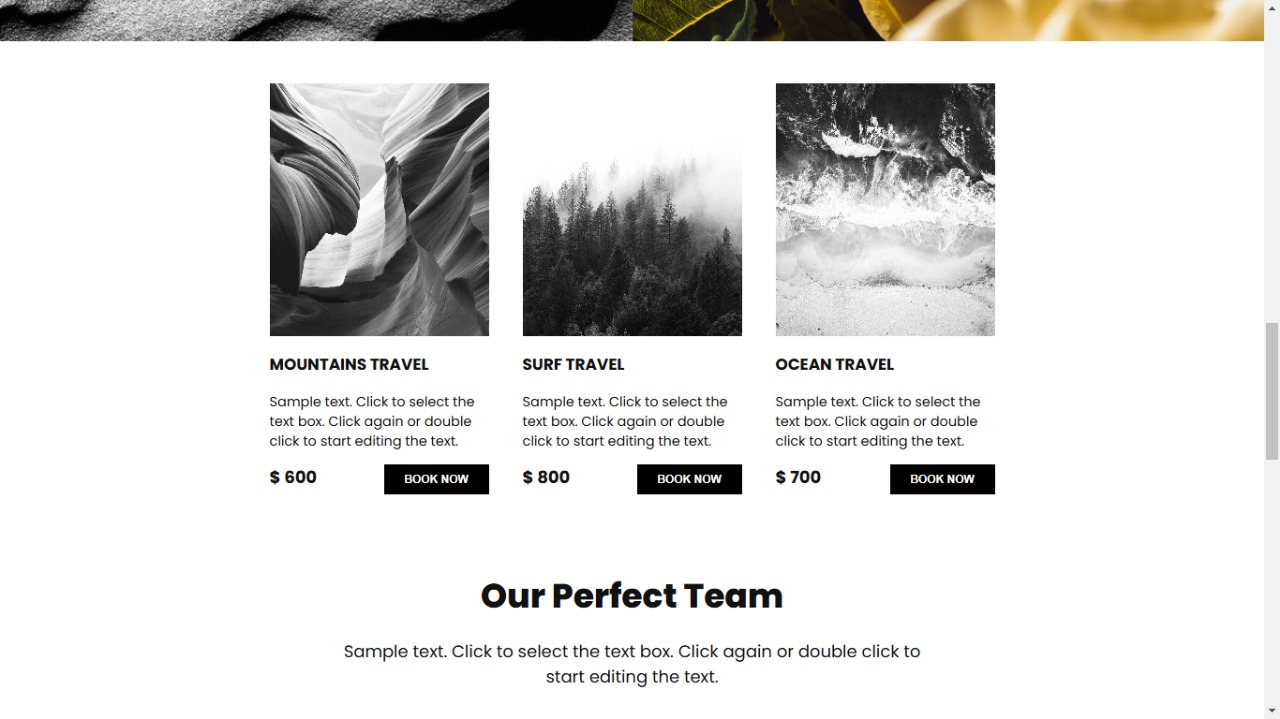 MOUNTAINS TRAVEL
Sample text. Click to select the
text box. Click again or double
click to start editing the text.
$ 600
BOOK NOW
SURF TRAVEL
Sample text. Click to select the
text box. Click again or double
click to start editing the text.
$ 800
BOOK NOW
OCEAN TRAVEL
Sample text. Click to select the
text box. Click again or double
click to start editing the text.
$ 700
BOOK NOW
Our Perfect Team
Sample text. Click to select the text box. Click again or double click to
start editing the text.